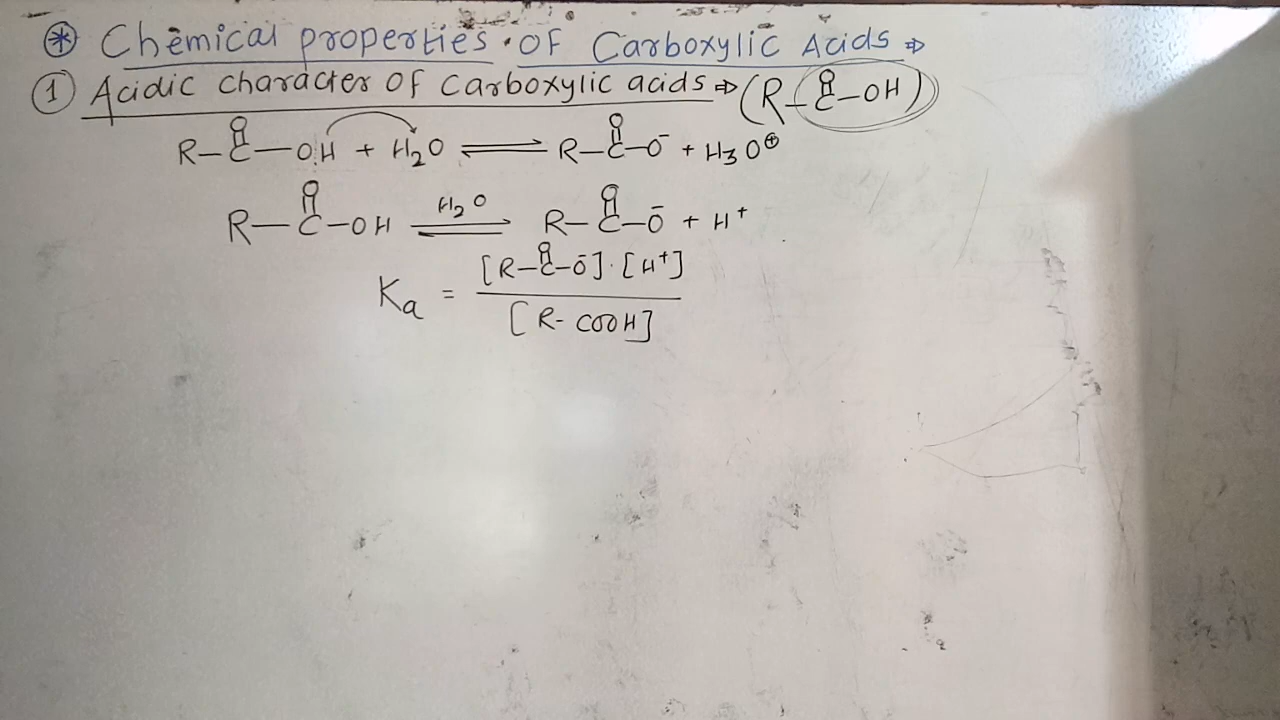 ⊛ Chemical properties of Carboxylic Acids ⇒
① Acidic character of carboxylic acids ⇒ (R-C(=O)-OH)
R-C(=O)-OH + H₂O ⇌ R-C(=O)-O⁻ + H₃O⊕
R-C(=O)-OH ⇌ H₂O R-C(=O)-O⁻ + H⁺
Ka = [R-C(=O)-O⁻]·[H⁺] / [R-COOH]